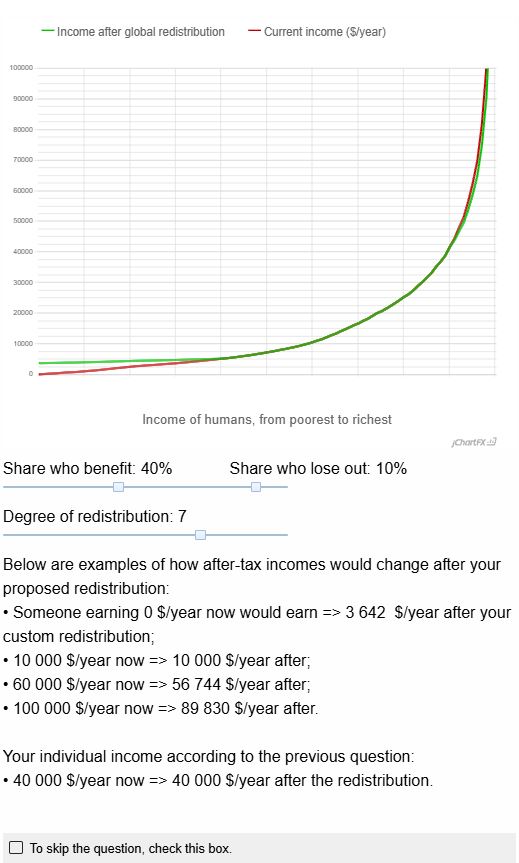 Income after global redistribution Current income ($/year)
100000
90000
80000
70000
60000
50000
40000
30000
20000
10000
0
Income of humans, from poorest to richest
jChartFX
Share who benefit: 40% Share who lose out: 10%
Degree of redistribution: 7
Below are examples of how after-tax incomes would change after your
proposed redistribution:
• Someone earning 0 $/year now would earn => 3 642 $/year after your
custom redistribution;
• 10 000 $/year now => 10 000 $/year after;
• 60 000 $/year now => 56 744 $/year after;
• 100 000 $/year now => 89 830 $/year after.
Your individual income according to the previous question:
• 40 000 $/year now => 40 000 $/year after the redistribution.
To skip the question, check this box.